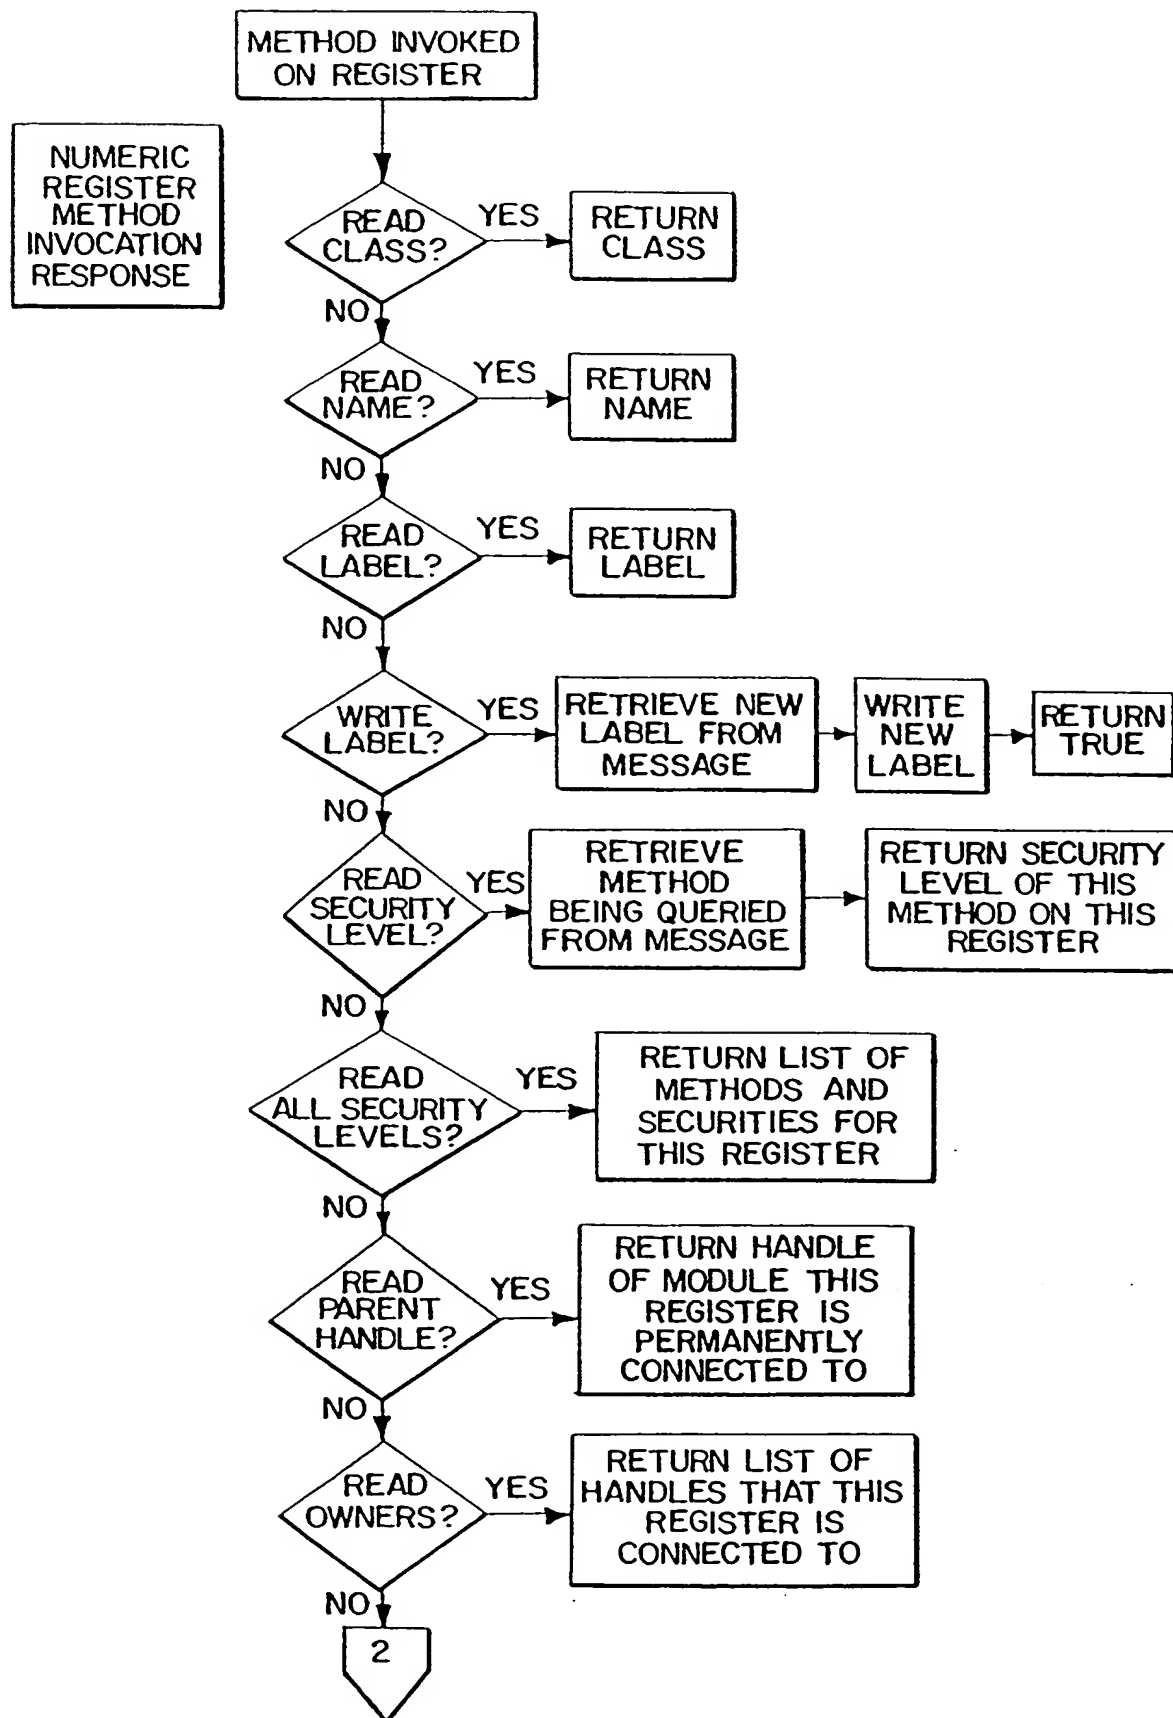 METHOD INVOKED
ON REGISTER
NUMERIC
REGISTER
METHOD
INVOCATION
RESPONSE
READ
CLASS?
YES
RETURN
CLASS
NO
READ
NAME?
YES
RETURN
NAME
NO
READ
LABEL?
YES
RETURN
LABEL
NO
WRITE
LABEL?
YES
RETRIEVE NEW
LABEL FROM
MESSAGE
WRITE
NEW
LABEL
RETURN
TRUE
NO
READ
SECURITY
LEVEL?
YES
RETRIEVE
METHOD
BEING QUERIED
FROM MESSAGE
RETURN SECURITY
LEVEL OF THIS
METHOD ON THIS
REGISTER
NO
READ
ALL SECURITY
LEVELS?
YES
RETURN LIST OF
METHODS AND
SECURITIES FOR
THIS REGISTER
NO
READ
PARENT
HANDLE?
YES
RETURN HANDLE
OF MODULE THIS
REGISTER IS
PERMANENTLY
CONNECTED TO
NO
READ
OWNERS?
YES
RETURN LIST OF
HANDLES THAT THIS
REGISTER IS
CONNECTED TO
NO
2